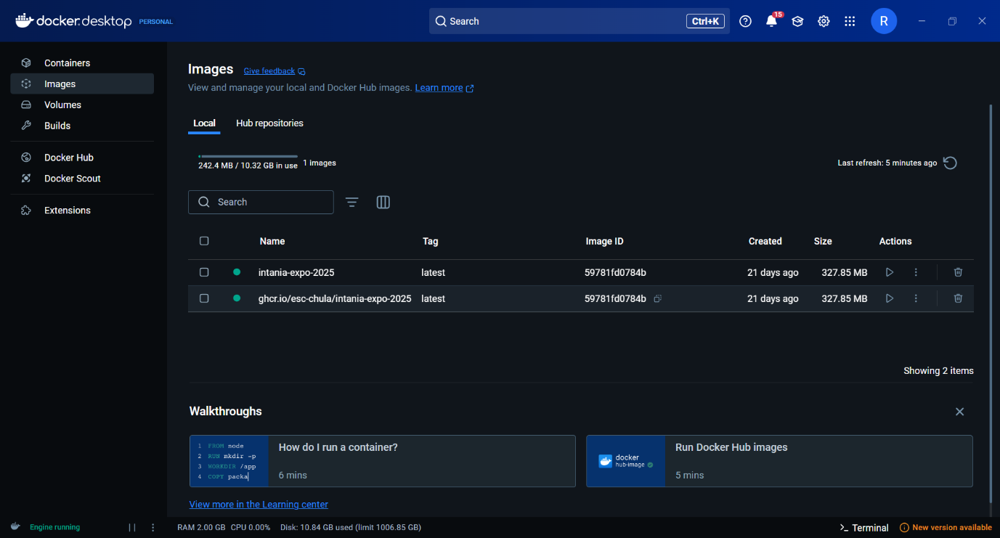 docker.desktop PERSONAL
Search Ctrl+K
15
R
Containers
Images
Volumes
Builds
Docker Hub
Docker Scout
Extensions
Images Give feedback
View and manage your local and Docker Hub images. Learn more
Local Hub repositories
242.4 MB / 10.32 GB in use 1 images
Last refresh: 5 minutes ago
Search
Name Tag Image ID Created Size Actions
intania-expo-2025 latest 59781fd0784b 21 days ago 327.85 MB
ghcr.io/esc-chula/intania-expo-2025 latest 59781fd0784b 21 days ago 327.85 MB
Showing 2 items
Walkthroughs
1 FROM node
2 RUN mkdir -p
3 WORKDIR /app
4 COPY packa
How do I run a container?
6 mins
docker
hub-image
Run Docker Hub images
5 mins
View more in the Learning center
Engine running RAM 2.00 GB CPU 0.00% Disk: 10.84 GB used (limit 1006.85 GB) >_ Terminal New version available